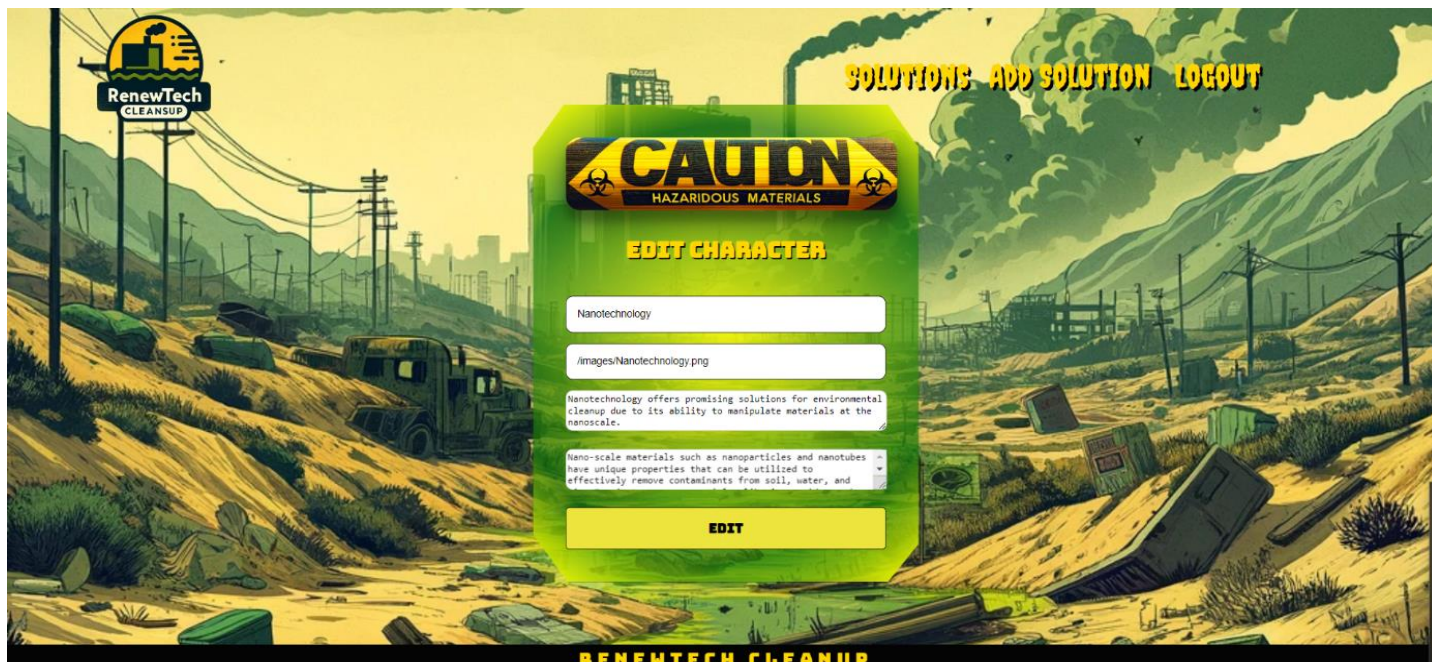 RenewTech
CLEANSUP
SOLUTIONS ADD SOLUTION LOGOUT
CAUTION
HAZARIDOUS MATERIALS
EDIT CHARACTER
Nanotechnology
/images/Nanotechnology.png
Nanotechnology offers promising solutions for environmental
cleanup due to its ability to manipulate materials at the
nanoscale.
Nano-scale materials such as nanoparticles and nanotubes
have unique properties that can be utilized to
effectively remove contaminants from soil, water, and
EDIT
RENEWTECH CLEANUP